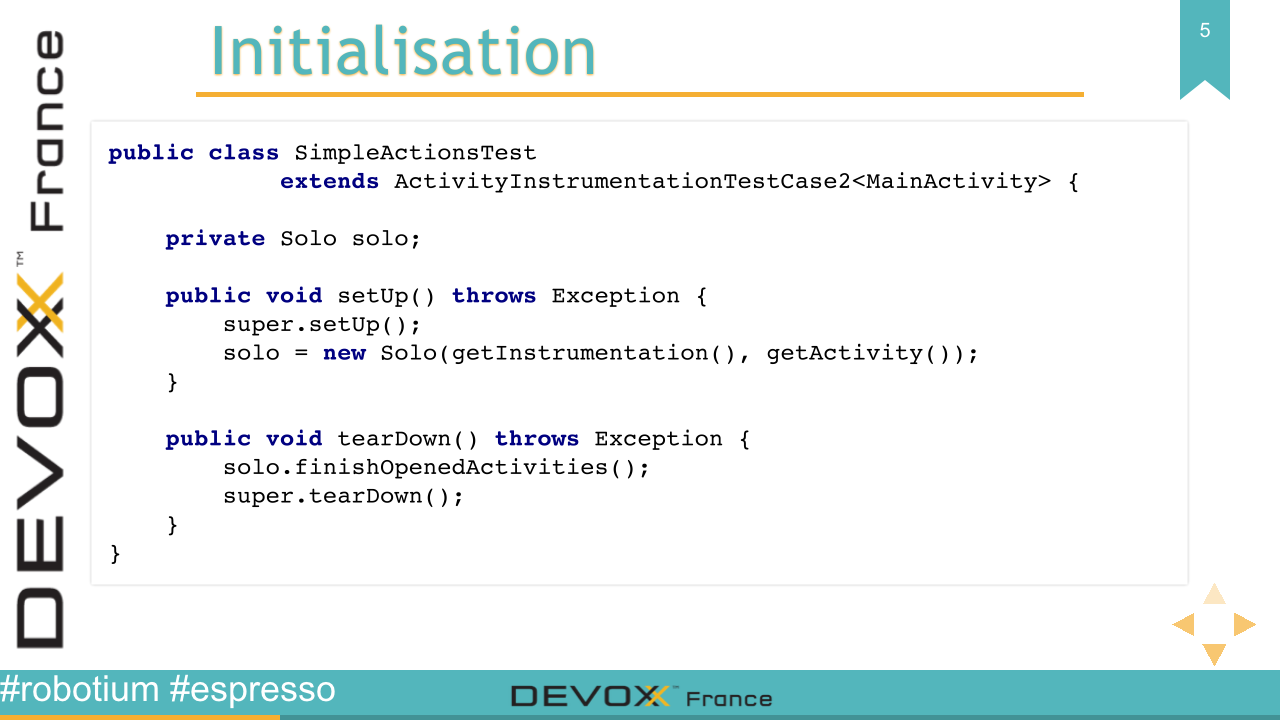 Initialisation
5
DEVOXX™ France
public class SimpleActionsTest
            extends ActivityInstrumentationTestCase2<MainActivity> {
    private Solo solo;
    public void setUp() throws Exception {
        super.setUp();
        solo = new Solo(getInstrumentation(), getActivity());
    }
    public void tearDown() throws Exception {
        solo.finishOpenedActivities();
        super.tearDown();
    }
}
#robotium #espresso
DEVOXX™ France